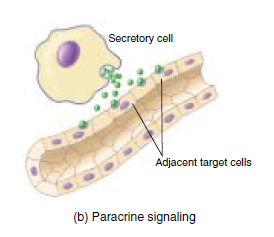 Secretory cell
Adjacent target cells
(b) Paracrine signaling